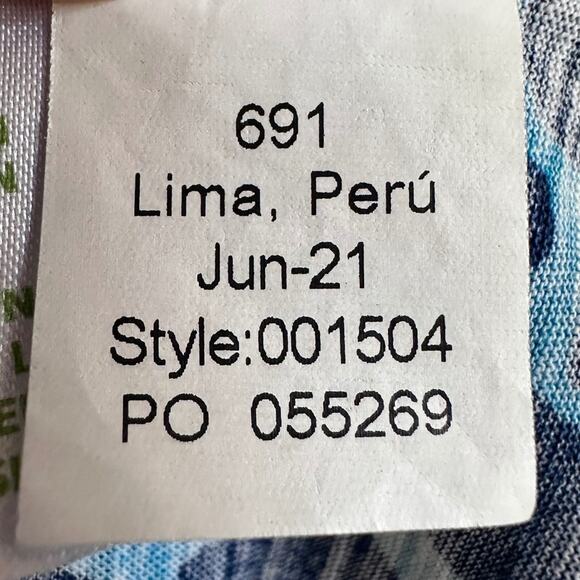 691
Lima, Perú
Jun-21
Style:001504
PO 055269